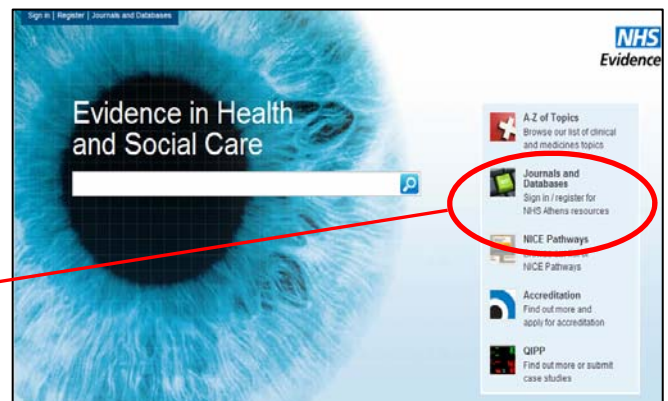 Sign in | Register | Journals and Databases
NHS
Evidence
Evidence in Health
and Social Care
A-Z of Topics
Browse our list of clinical
and medicines topics
Journals and
Databases
Sign in / register for
NHS Athens resources
NICE Pathways
NICE Pathways
Accreditation
Find out more and
apply for accreditation
QIPP
Find out more or submit
case studies